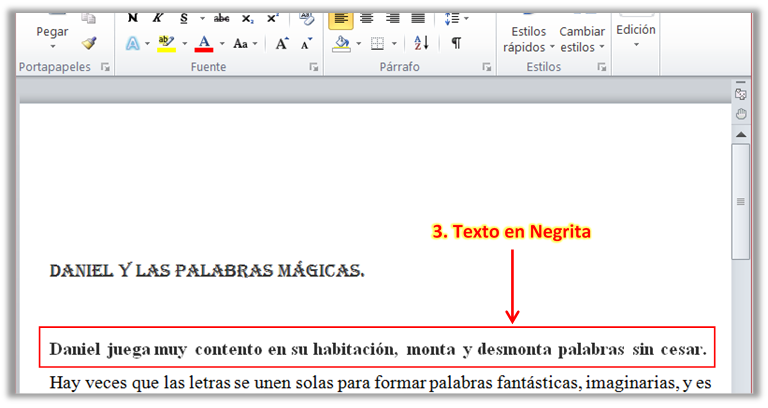 Pegar
N K S abc x₂ x²
A ab A Aa A A
A Z ¶
Estilos rápidos
Cambiar estilos
Edición
Portapapeles
Fuente
Párrafo
Estilos
3. Texto en Negrita
DANIEL Y LAS PALABRAS MÁGICAS.
Daniel juega muy contento en su habitación, monta y desmonta palabras sin cesar.
Hay veces que las letras se unen solas para formar palabras fantásticas, imaginarias, y es